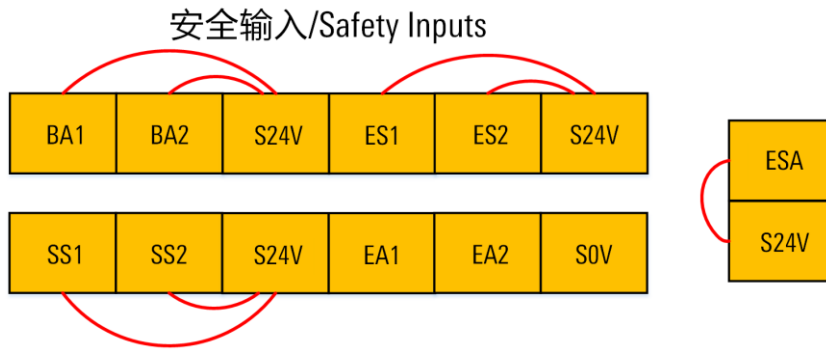 安全输入/Safety Inputs
BA1 BA2 S24V ES1 ES2 S24V
ESA
SS1 SS2 S24V EA1 EA2 S0V
S24V